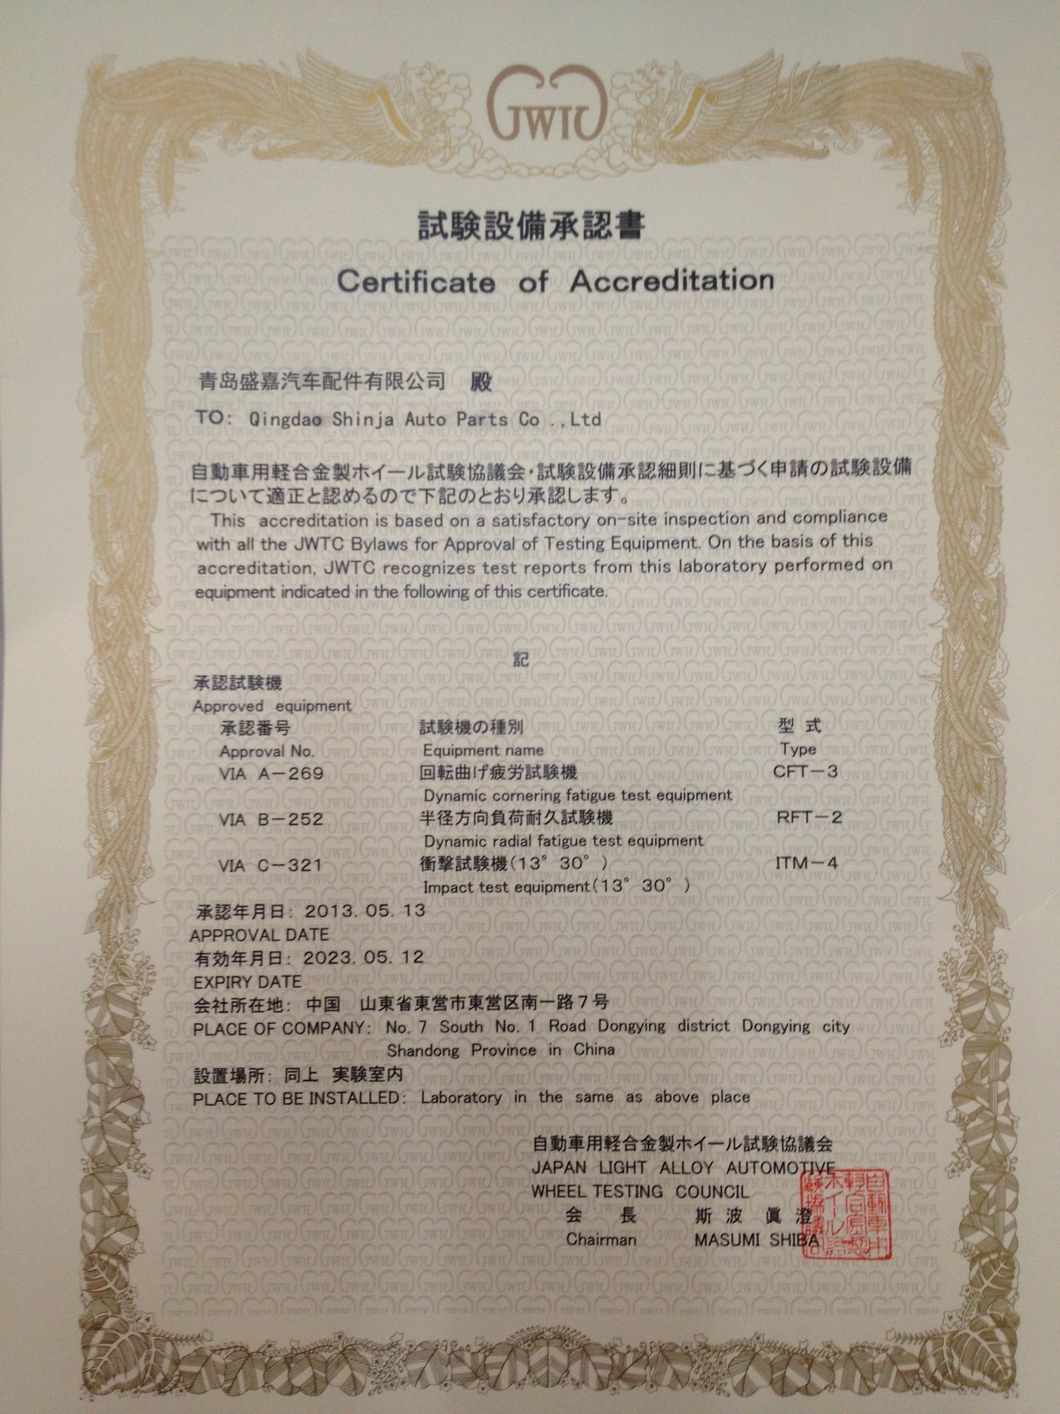 JWTC
試験設備承認書
Certificate of Accreditation
青岛盛嘉汽车配件有限公司 殿
TO: Qingdao Shinja Auto Parts Co .,Ltd
自動車用軽合金製ホイール試験協議会・試験設備承認細則に基づく申請の試験設備
について適正と認めるので下記のとおり承認します。
This accreditation is based on a satisfactory on-site inspection and compliance
with all the JWTC Bylaws for Approval of Testing Equipment. On the basis of this
accreditation, JWTC recognizes test reports from this laboratory performed on
equipment indicated in the following of this certificate.
記
承認試験機
Approved equipment
承認番号 試験機の種別 型 式
Approval No. Equipment name Type
VIA A-269 回転曲げ疲労試験機 CFT-3
Dynamic cornering fatigue test equipment
VIA B-252 半径方向負荷耐久試験機 RFT-2
Dynamic radial fatigue test equipment
VIA C-321 衝撃試験機(13°30°) ITM-4
Impact test equipment(13°30°)
承認年月日: 2013.05.13
APPROVAL DATE
有効年月日: 2023.05.12
EXPIRY DATE
会社所在地: 中国 山東省東営市東営区南一路7号
PLACE OF COMPANY: No.7 South No.1 Road Dongying district Dongying city
Shandong Province in China
設置場所: 同上 実験室内
PLACE TO BE INSTALLED: Laboratory in the same as above place
自動車用軽合金製ホイール試験協議会
JAPAN LIGHT ALLOY AUTOMOTIVE
WHEEL TESTING COUNCIL
会 長 斯 波 眞 澄
Chairman MASUMI SHIBA